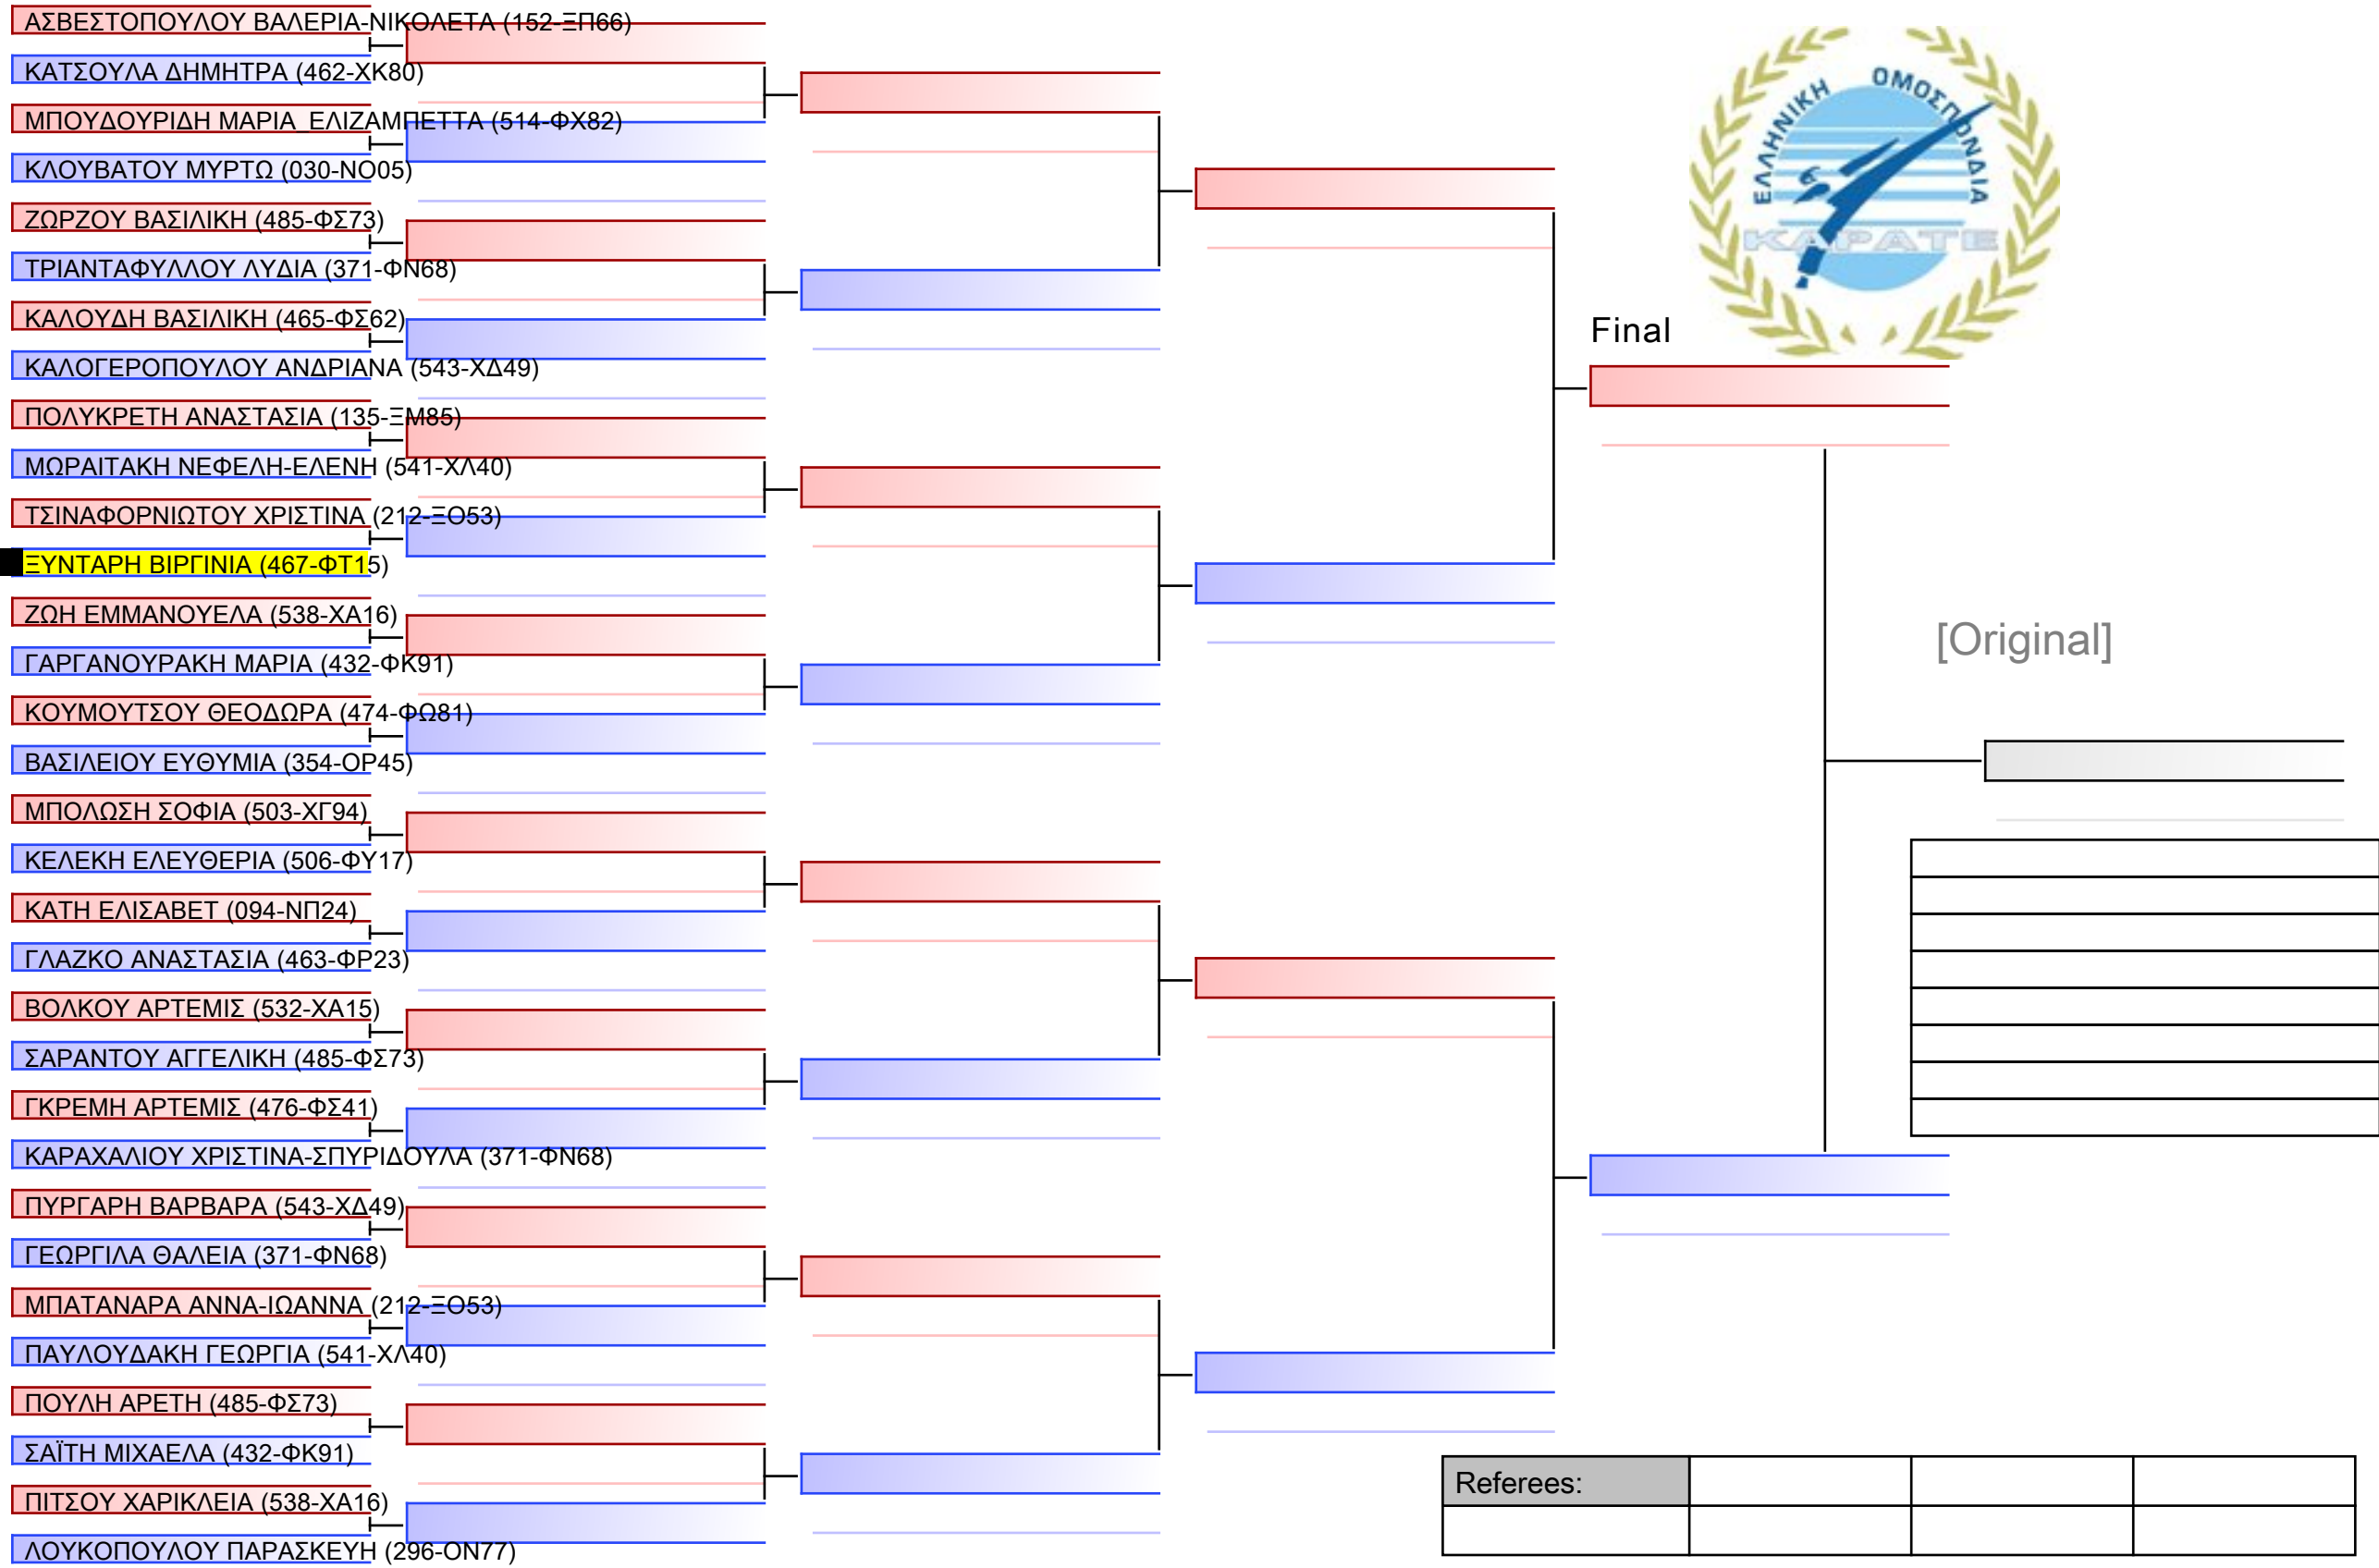 ΑΣΒΕΣΤΟΠΟΥΛΟΥ ΒΑΛΕΡΙΑ-ΝΙΚΟΛΕΤΑ (152-ΞΠ66)
ΚΑΤΣΟΥΛΑ ΔΗΜΗΤΡΑ (462-ΧΚ80)
ΜΠΟΥΔΟΥΡΙΔΗ ΜΑΡΙΑ ΕΛΙΖΑΜΠΕΤΤΑ (514-ΦΧ82)
ΚΛΟΥΒΑΤΟΥ ΜΥΡΤΩ (030-ΝΟ05)
ΖΩΡΖΟΥ ΒΑΣΙΛΙΚΗ (485-ΦΣ73)
ΤΡΙΑΝΤΑΦΥΛΛΟΥ ΛΥΔΙΑ (371-ΦΝ68)
ΚΑΛΟΥΔΗ ΒΑΣΙΛΙΚΗ (465-ΦΣ62)
ΚΑΛΟΓΕΡΟΠΟΥΛΟΥ ΑΝΔΡΙΑΝΑ (543-ΧΔ49)
ΠΟΛΥΚΡΕΤΗ ΑΝΑΣΤΑΣΙΑ (135-ΞΜ85)
ΜΩΡΑΙΤΑΚΗ ΝΕΦΕΛΗ-ΕΛΕΝΗ (541-ΧΛ40)
ΤΣΙΝΑΦΟΡΝΙΩΤΟΥ ΧΡΙΣΤΙΝΑ (212-ΞΟ53)
ΞΥΝΤΑΡΗ ΒΙΡΓΙΝΙΑ (467-ΦΤ15)
ΖΩΗ ΕΜΜΑΝΟΥΕΛΑ (538-ΧΑ16)
ΓΑΡΓΑΝΟΥΡΑΚΗ ΜΑΡΙΑ (432-ΦΚ91)
ΚΟΥΜΟΥΤΣΟΥ ΘΕΟΔΩΡΑ (474-ΦΩ81)
ΒΑΣΙΛΕΙΟΥ ΕΥΘΥΜΙΑ (354-ΟΡ45)
ΜΠΟΛΩΣΗ ΣΟΦΙΑ (503-ΧΓ94)
ΚΕΛΕΚΗ ΕΛΕΥΘΕΡΙΑ (506-ΦΥ17)
ΚΑΤΗ ΕΛΙΣΑΒΕΤ (094-ΝΠ24)
ΓΛΑΖΚΟ ΑΝΑΣΤΑΣΙΑ (463-ΦΡ23)
ΒΟΛΚΟΥ ΑΡΤΕΜΙΣ (532-ΧΑ15)
ΣΑΡΑΝΤΟΥ ΑΓΓΕΛΙΚΗ (485-ΦΣ73)
ΓΚΡΕΜΗ ΑΡΤΕΜΙΣ (476-ΦΣ41)
ΚΑΡΑΧΑΛΙΟΥ ΧΡΙΣΤΙΝΑ-ΣΠΥΡΙΔΟΥΛΑ (371-ΦΝ68)
ΠΥΡΓΑΡΗ ΒΑΡΒΑΡΑ (543-ΧΔ49)
ΓΕΩΡΓΙΛΑ ΘΑΛΕΙΑ (371-ΦΝ68)
ΜΠΑΤΑΝΑΡΑ ΑΝΝΑ-ΙΩΑΝΝΑ (212-ΞΟ53)
ΠΑΥΛΟΥΔΑΚΗ ΓΕΩΡΓΙΑ (541-ΧΛ40)
ΠΟΥΛΗ ΑΡΕΤΗ (485-ΦΣ73)
ΣΑΪΤΗ ΜΙΧΑΕΛΑ (432-ΦΚ91)
ΠΙΤΣΟΥ ΧΑΡΙΚΛΕΙΑ (538-ΧΑ16)
ΛΟΥΚΟΠΟΥΛΟΥ ΠΑΡΑΣΚΕΥΗ (296-ΟΝ77)
ΕΛΛΗΝΙΚΗ ΟΜΟΣΠΟΝΔΙΑ
ΚΑΡΑΤΕ
Final
[Original]
Referees: